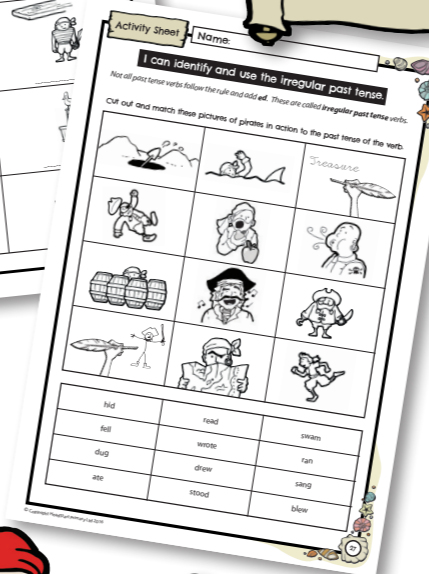 Activity Sheet
Name:
I can identify and use the irregular past tense.
Not all past tense verbs follow the rule and add ed. These are called irregular past tense verbs.
Cut out and match these pictures of pirates in action to the past tense of the verb.
Treasure
hid read swam
fell wrote ran
dug drew sang
ate stood blew
37